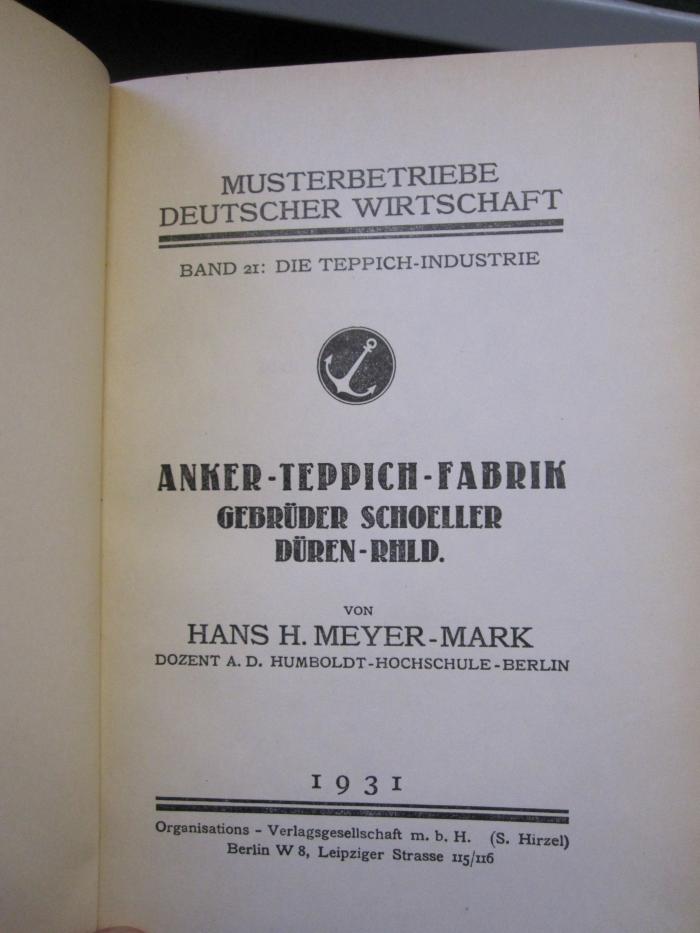 MUSTERBETRIEBE
DEUTSCHER WIRTSCHAFT
BAND 21: DIE TEPPICH-INDUSTRIE
ANKER-TEPPICH-FABRIK
GEBRÜDER SCHOELLER
DÜREN-RHLD.
VON
HANS H. MEYER-MARK
DOZENT A. D. HUMBOLDT-HOCHSCHULE-BERLIN
1931
Organisations - Verlagsgesellschaft m. b. H. (S. Hirzel)
Berlin W 8, Leipziger Strasse 115/116